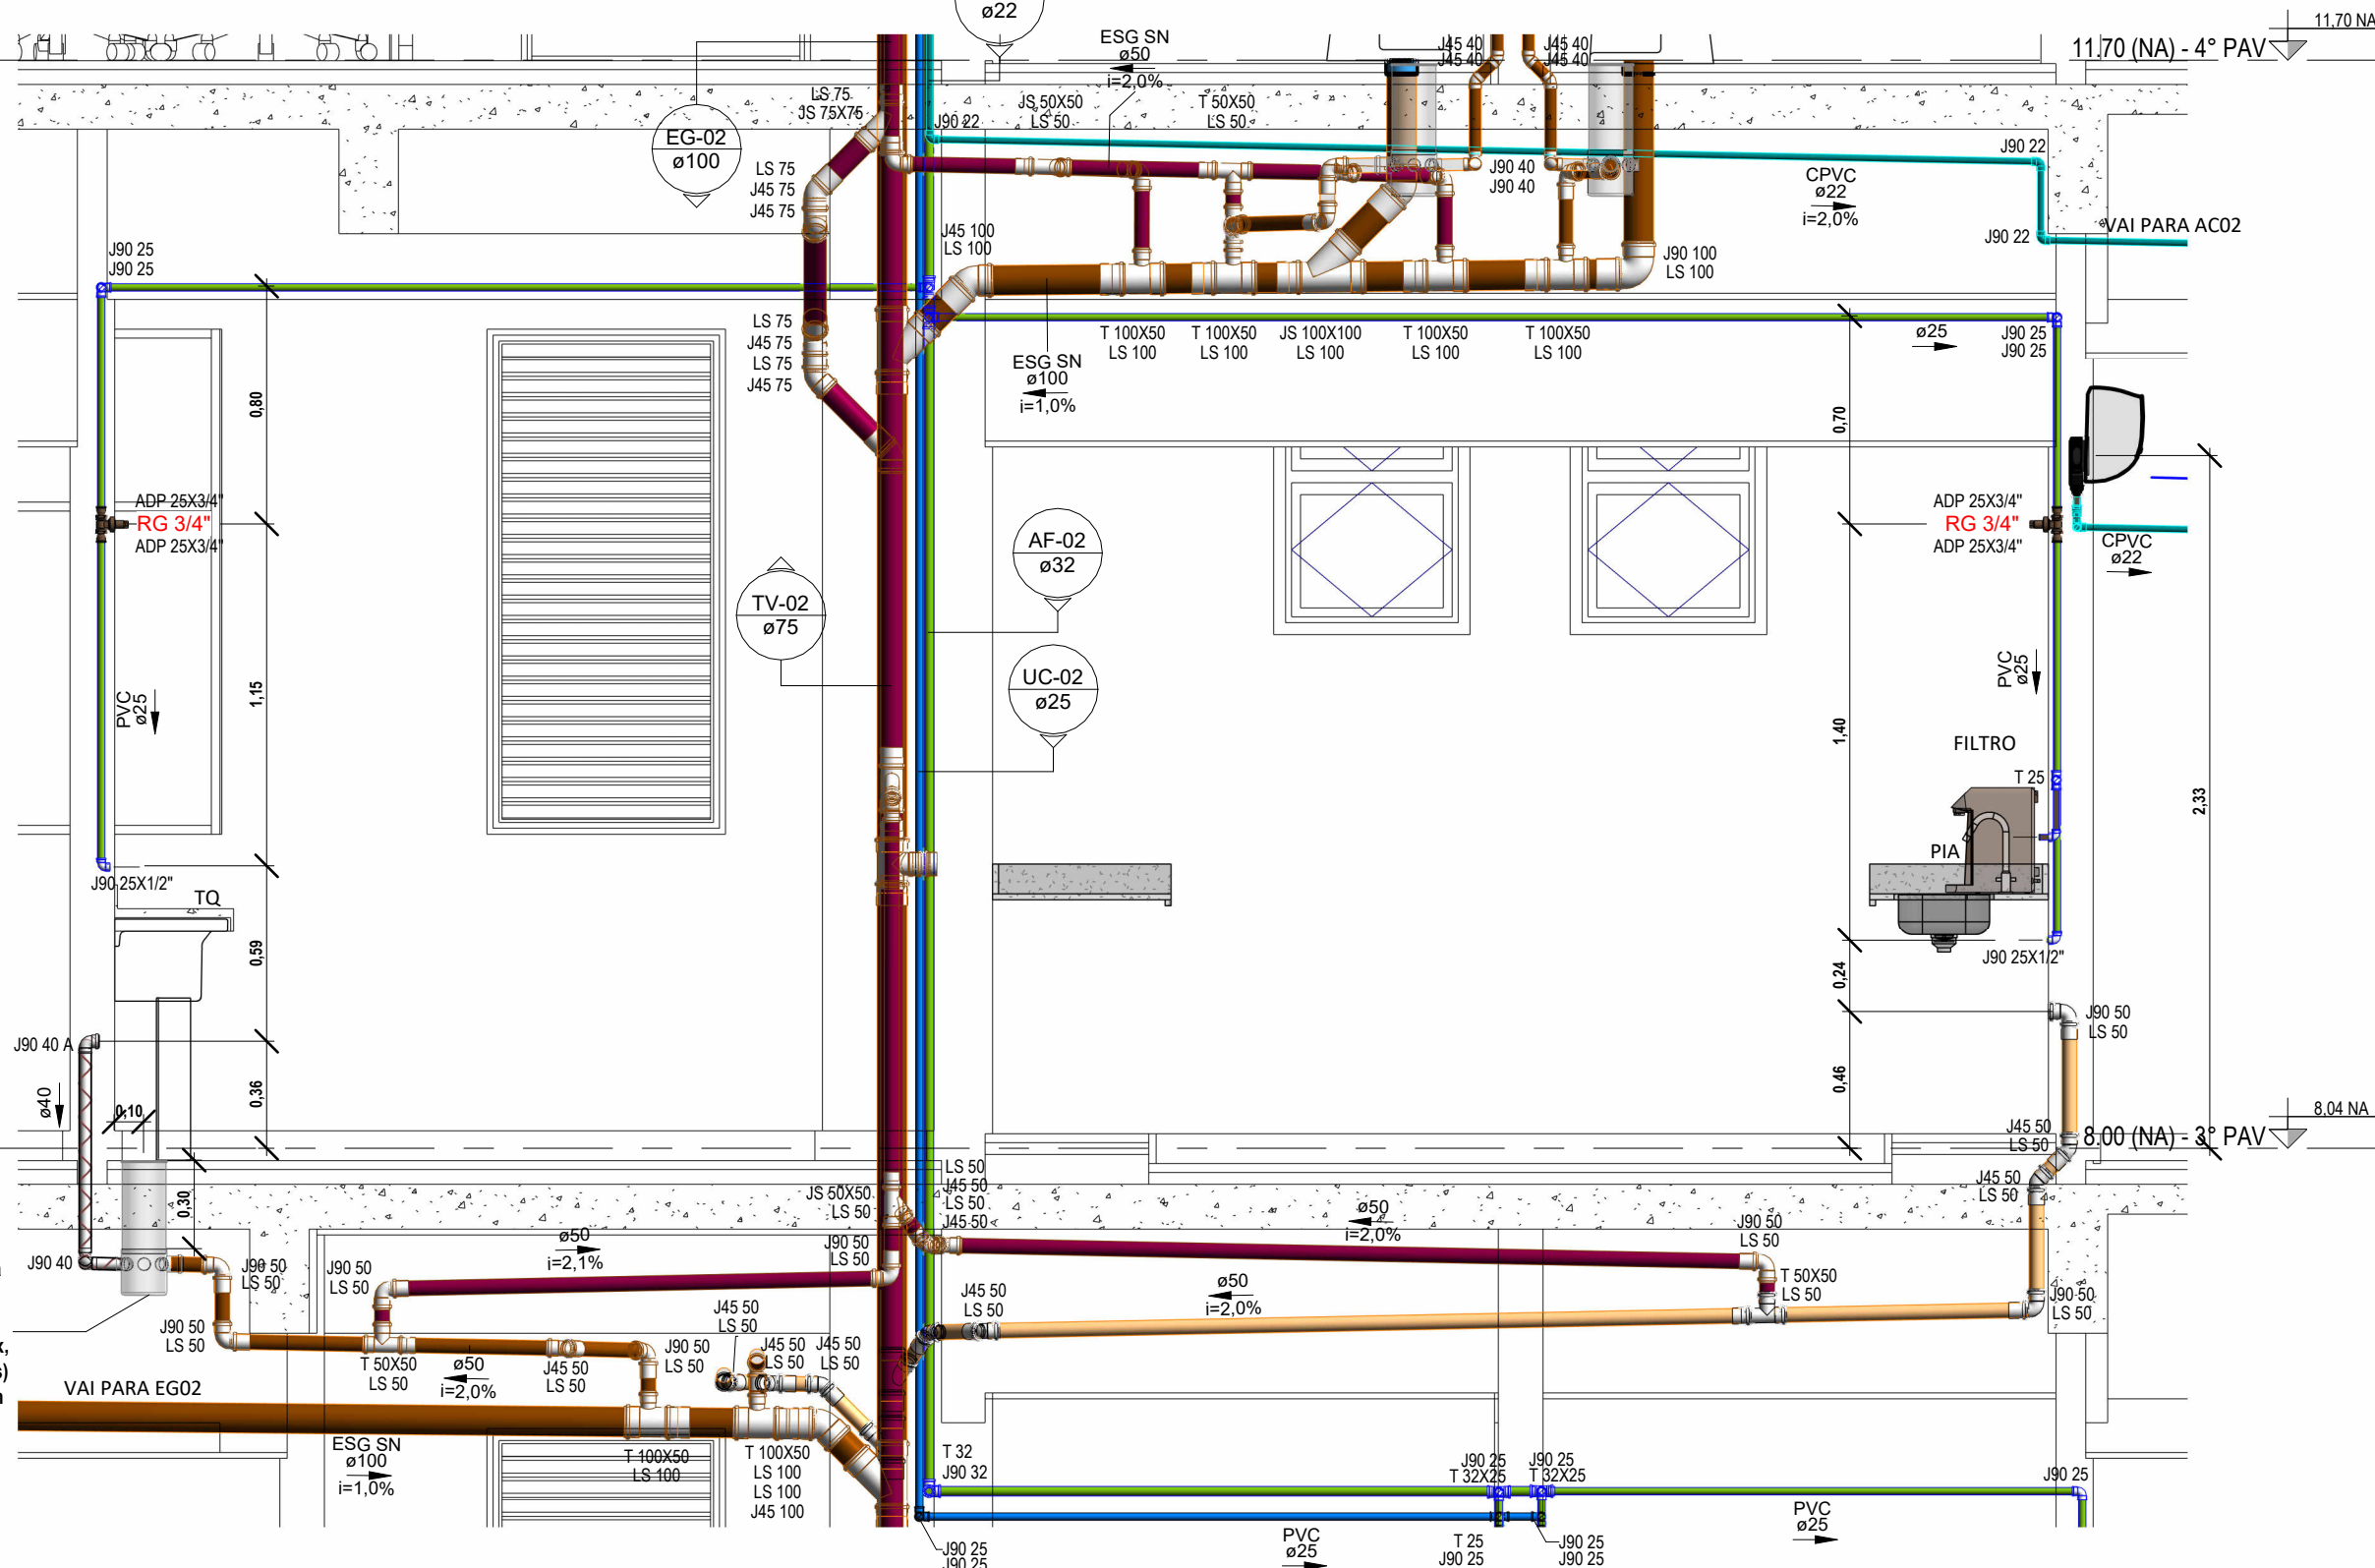 ø22
11,70 NA
11.70 (NA) - 4° PAV
ESG SN
ø50
i=2,0%
J45 40
J45 40
J45 40
J45 40
LS 75
JS 75X75
JS 50X50
LS 50
T 50X50
LS 50
J90 22
EG-02
ø100
LS 75
J45 75
J45 75
J90 40
J90 40
CPVC
ø22
i=2,0%
J90 22
J90 22
VAI PARA AC02
J90 25
J90 25
J45 100
LS 100
J90 100
LS 100
LS 75
J45 75
LS 75
J45 75
ESG SN
ø100
i=1,0%
T 100X50
LS 100
T 100X50
LS 100
JS 100X100
LS 100
T 100X50
LS 100
T 100X50
LS 100
ø25
J90 25
J90 25
0,80
0,70
ADP 25X3/4"
RG 3/4"
ADP 25X3/4"
ADP 25X3/4"
RG 3/4"
ADP 25X3/4"
CPVC
ø22
AF-02
ø32
TV-02
ø75
UC-02
ø25
PVC
ø25
1,15
1,40
PVC
ø25
FILTRO
T 25
2,33
PIA
J90 25X1/2"
TQ
0,59
0,24
J90 25X1/2"
J90 50
LS 50
J90 40 A
ø40
0,10
0,36
0,46
8,04 NA
8.00 (NA) - 3° PAV
J45 50
LS 50
J45 50
LS 50
0,30
JS 50X50
LS 50
LS 50
J45 50
LS 50
J45 50
ø50
i=2,0%
J90 50
LS 50
J90 40
J90 50
LS 50
J90 50
LS 50
ø50
i=2,1%
J90 50
LS 50
T 50X50
LS 50
J90 50
LS 50
J45 50
LS 50
ø50
i=2,0%
J90 50
LS 50
T 50X50
LS 50
ø50
i=2,0%
J45 50
LS 50
J90 50
LS 50
J45 50
LS 50
J45 50
LS 50
J45 50
LS 50
VAI PARA EG02
ESG SN
ø100
i=1,0%
T 100X50
LS 100
T 100X50
LS 100
LS 100
J45 100
T 32
J90 32
J90 25
T 32X25
J90 25
T 32X25
J90 25
PVC
ø25
J90 25
J90 25
PVC
ø25
T 25
J90 25
J90 25
J90 25